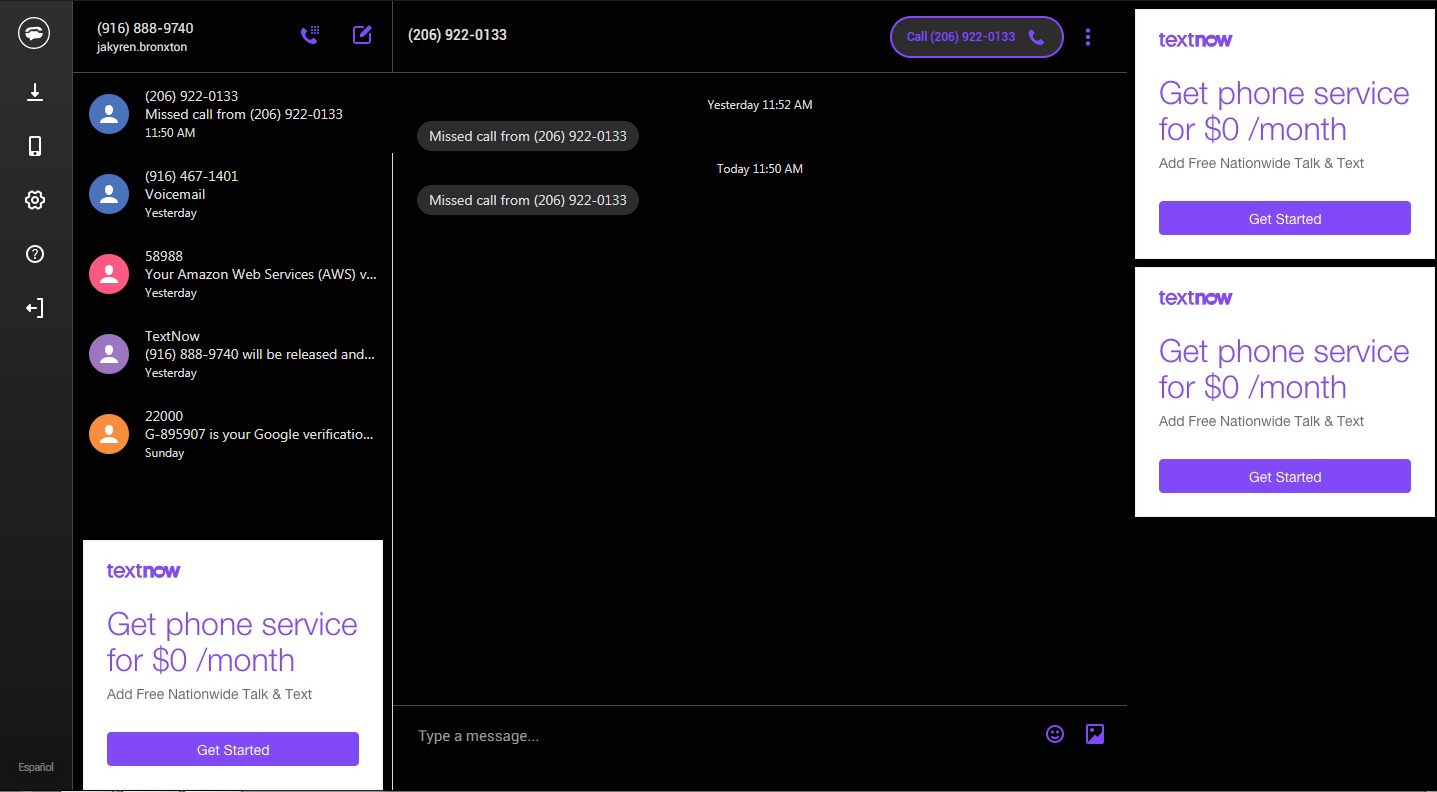 (916) 888-9740
jakyren.bronxton
(206) 922-0133
Missed call from (206) 922-0133
11:50 AM
(916) 467-1401
Voicemail
Yesterday
58988
Your Amazon Web Services (AWS) v...
Yesterday
TextNow
(916) 888-9740 will be released and...
Yesterday
22000
G-895907 is your Google verificatio...
Sunday
textnow
Get phone service
for $0 /month
Add Free Nationwide Talk & Text
Get Started
Español
(206) 922-0133
Call (206) 922-0133
Yesterday 11:52 AM
Missed call from (206) 922-0133
Today 11:50 AM
Missed call from (206) 922-0133
Type a message...
textnow
Get phone service
for $0 /month
Add Free Nationwide Talk & Text
Get Started
textnow
Get phone service
for $0 /month
Add Free Nationwide Talk & Text
Get Started